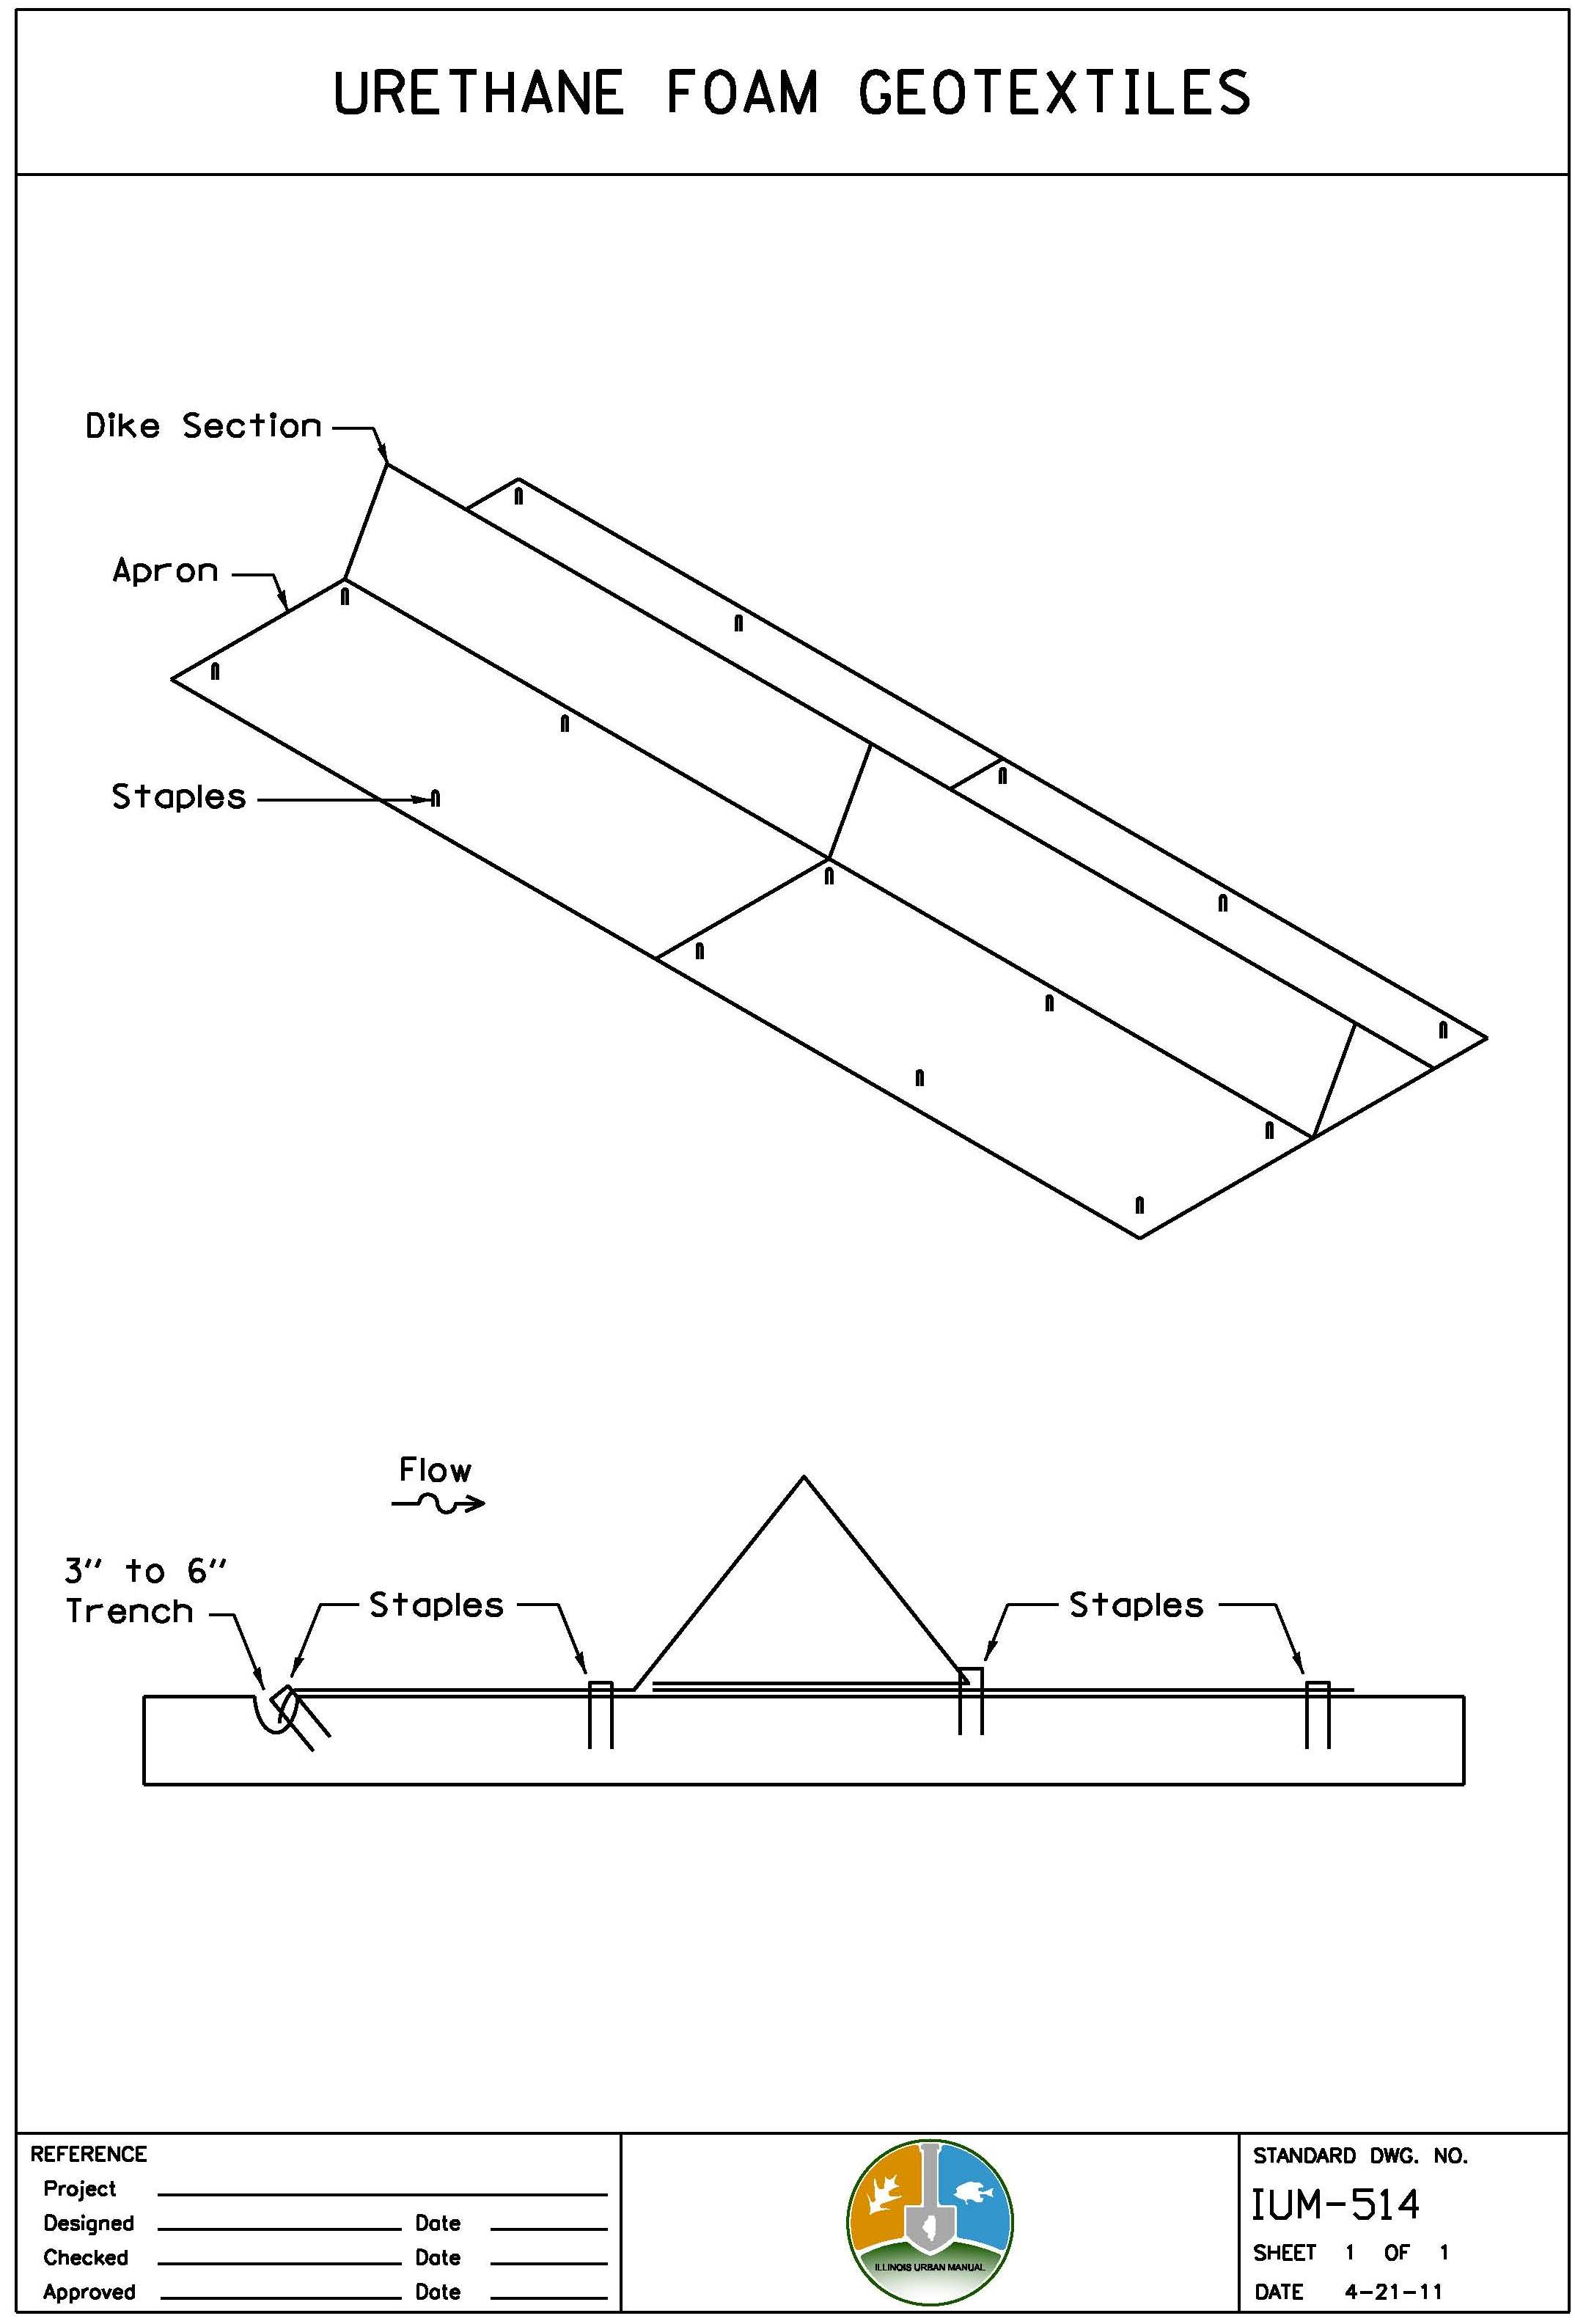 URETHANE FOAM GEOTEXTILES
Dike Section
Apron
Staples
Flow
3" to 6"
Trench
Staples
Staples
REFERENCE
Project
Designed Date
Checked Date
Approved Date
ILLINOIS URBAN MANUAL
STANDARD DWG. NO.
IUM-514
SHEET 1 OF 1
DATE 4-21-11